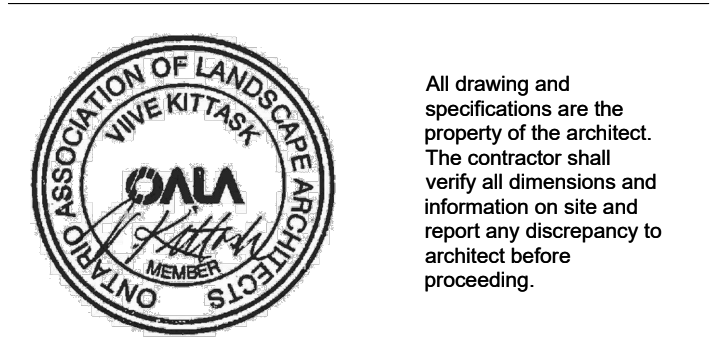 ONTARIO ASSOCIATION OF LANDSCAPE ARCHITECTS
VIIVE KITTASK
OALA
V. Kittask
MEMBER
All drawing and
specifications are the
property of the architect.
The contractor shall
verify all dimensions and
information on site and
report any discrepancy to
architect before
proceeding.